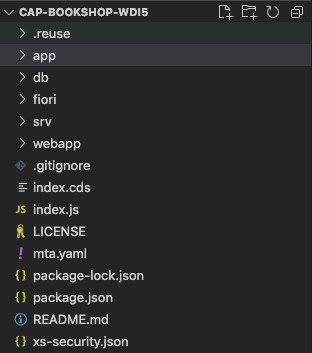 CAP-BOOKSHOP-WDI5
.reuse
app
db
fiori
srv
webapp
.gitignore
index.cds
JS index.js
LICENSE
! mta.yaml
{} package-lock.json
{} package.json
README.md
{} xs-security.json